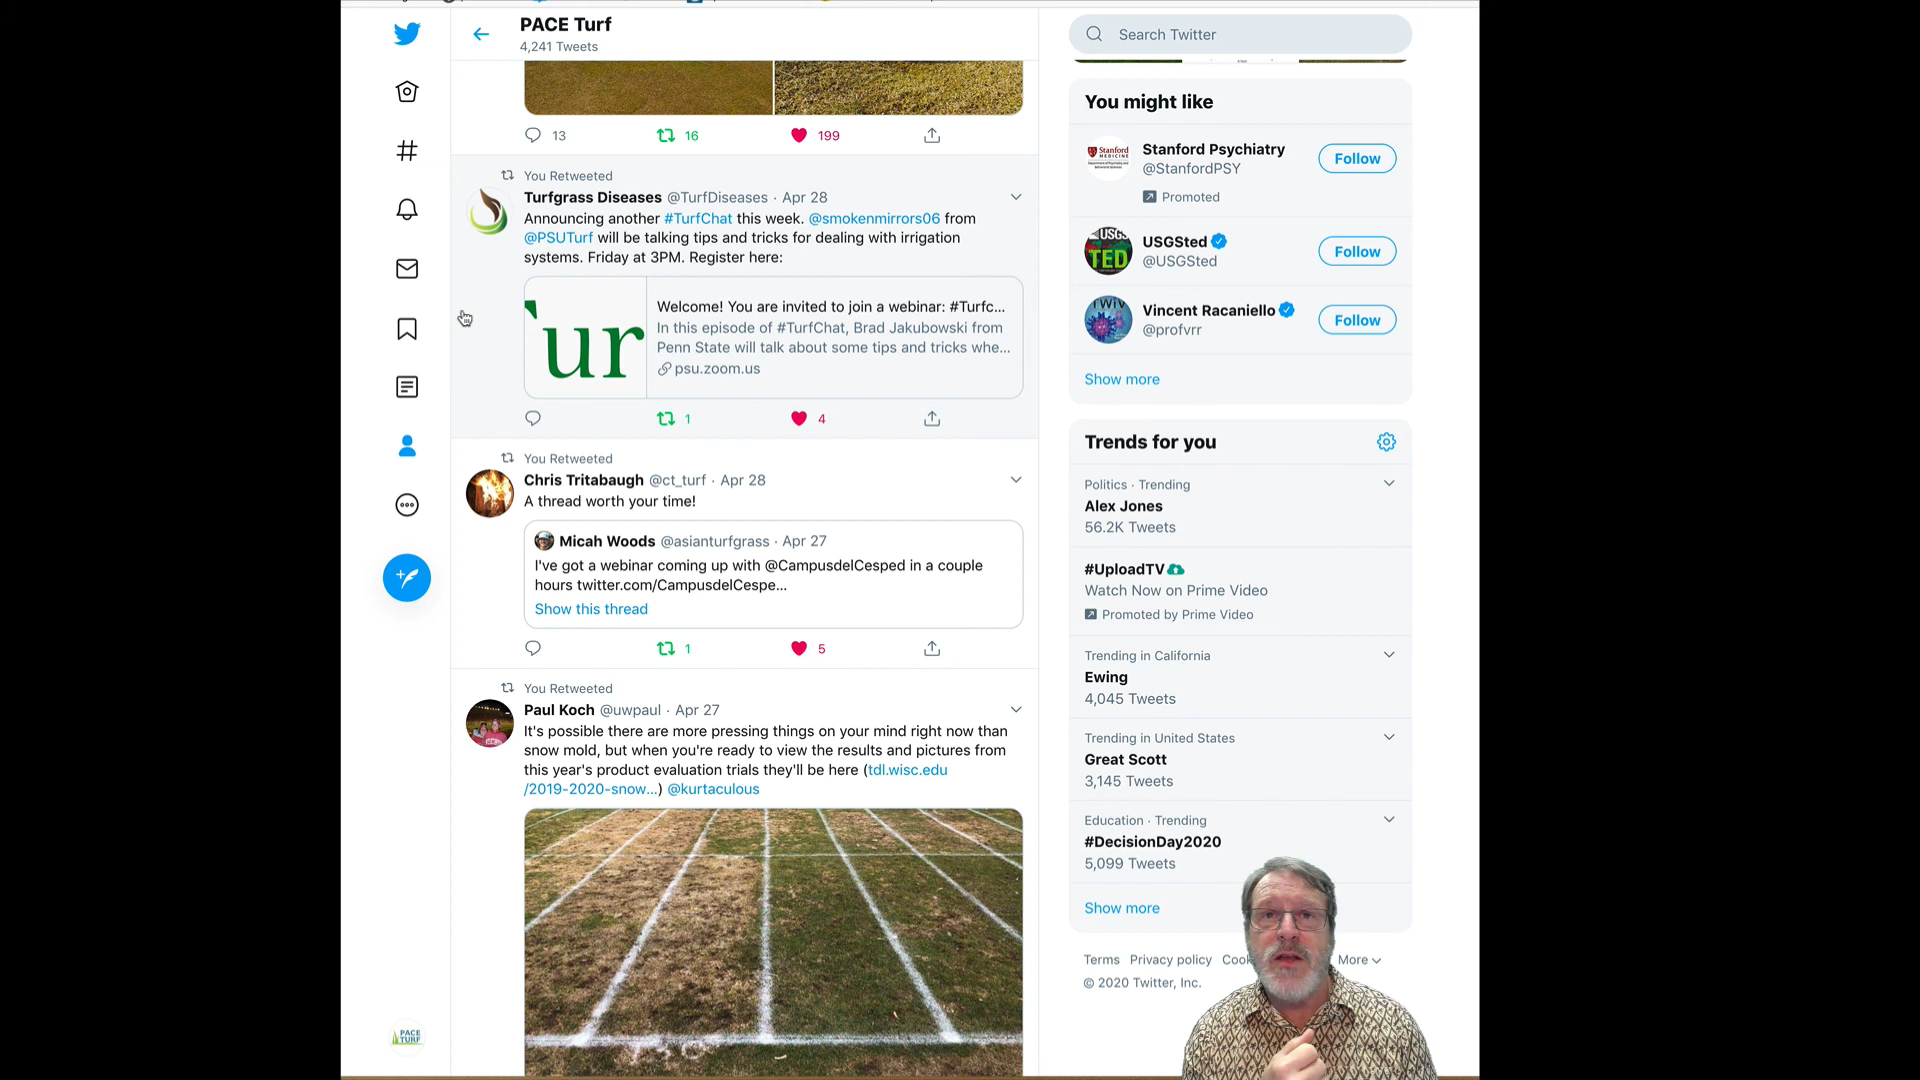 PACE Turf
4,241 Tweets
13
16
199
You Retweeted
Turfgrass Diseases @TurfDiseases · Apr 28
Announcing another #TurfChat this week. @smokenmirrors06 from
@PSUTurf will be talking tips and tricks for dealing with irrigation
systems. Friday at 3PM. Register here:
Tur
Welcome! You are invited to join a webinar: #Turfc...
In this episode of #TurfChat, Brad Jakubowski from
Penn State will talk about some tips and tricks whe...
psu.zoom.us
1
4
You Retweeted
Chris Tritabaugh @ct_turf · Apr 28
A thread worth your time!
Micah Woods @asianturfgrass · Apr 27
I've got a webinar coming up with @CampusdelCesped in a couple
hours twitter.com/CampusdelCespe...
Show this thread
1
5
You Retweeted
Paul Koch @uwpaul · Apr 27
It's possible there are more pressing things on your mind right now than
snow mold, but when you're ready to view the results and pictures from
this year's product evaluation trials they'll be here (tdl.wisc.edu
/2019-2020-snow...) @kurtaculous
PACE
TURF
Search Twitter
You might like
Stanford
MEDICINE
Stanford Psychiatry
@StanfordPSY
Promoted
Follow
USGS
TED
USGSted
@USGSted
Follow
TWiV
Vincent Racaniello
@profvrr
Follow
Show more
Trends for you
Politics · Trending
Alex Jones
56.2K Tweets
#UploadTV
Watch Now on Prime Video
Promoted by Prime Video
Trending in California
Ewing
4,045 Tweets
Trending in United States
Great Scott
3,145 Tweets
Education · Trending
#DecisionDay2020
5,099 Tweets
Show more
Terms Privacy policy Cook More
© 2020 Twitter, Inc.